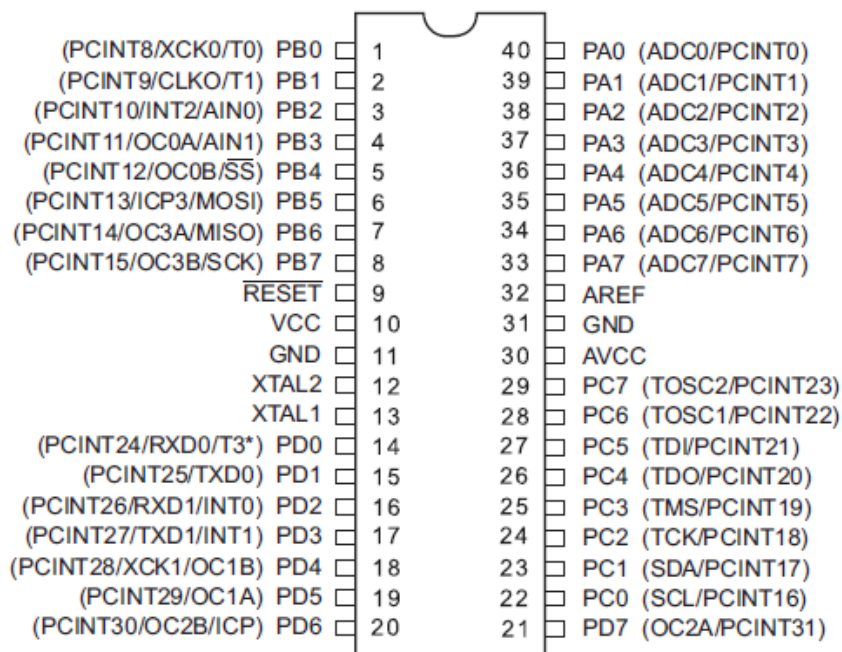 (PCINT8/XCK0/T0) PB0 1 40 PA0 (ADC0/PCINT0)
(PCINT9/CLKO/T1) PB1 2 39 PA1 (ADC1/PCINT1)
(PCINT10/INT2/AIN0) PB2 3 38 PA2 (ADC2/PCINT2)
(PCINT11/OC0A/AIN1) PB3 4 37 PA3 (ADC3/PCINT3)
(PCINT12/OC0B/S̅S̅) PB4 5 36 PA4 (ADC4/PCINT4)
(PCINT13/ICP3/MOSI) PB5 6 35 PA5 (ADC5/PCINT5)
(PCINT14/OC3A/MISO) PB6 7 34 PA6 (ADC6/PCINT6)
(PCINT15/OC3B/SCK) PB7 8 33 PA7 (ADC7/PCINT7)
R̅E̅S̅E̅T̅ 9 32 AREF
VCC 10 31 GND
GND 11 30 AVCC
XTAL2 12 29 PC7 (TOSC2/PCINT23)
XTAL1 13 28 PC6 (TOSC1/PCINT22)
(PCINT24/RXD0/T3*) PD0 14 27 PC5 (TDI/PCINT21)
(PCINT25/TXD0) PD1 15 26 PC4 (TDO/PCINT20)
(PCINT26/RXD1/INT0) PD2 16 25 PC3 (TMS/PCINT19)
(PCINT27/TXD1/INT1) PD3 17 24 PC2 (TCK/PCINT18)
(PCINT28/XCK1/OC1B) PD4 18 23 PC1 (SDA/PCINT17)
(PCINT29/OC1A) PD5 19 22 PC0 (SCL/PCINT16)
(PCINT30/OC2B/ICP) PD6 20 21 PD7 (OC2A/PCINT31)